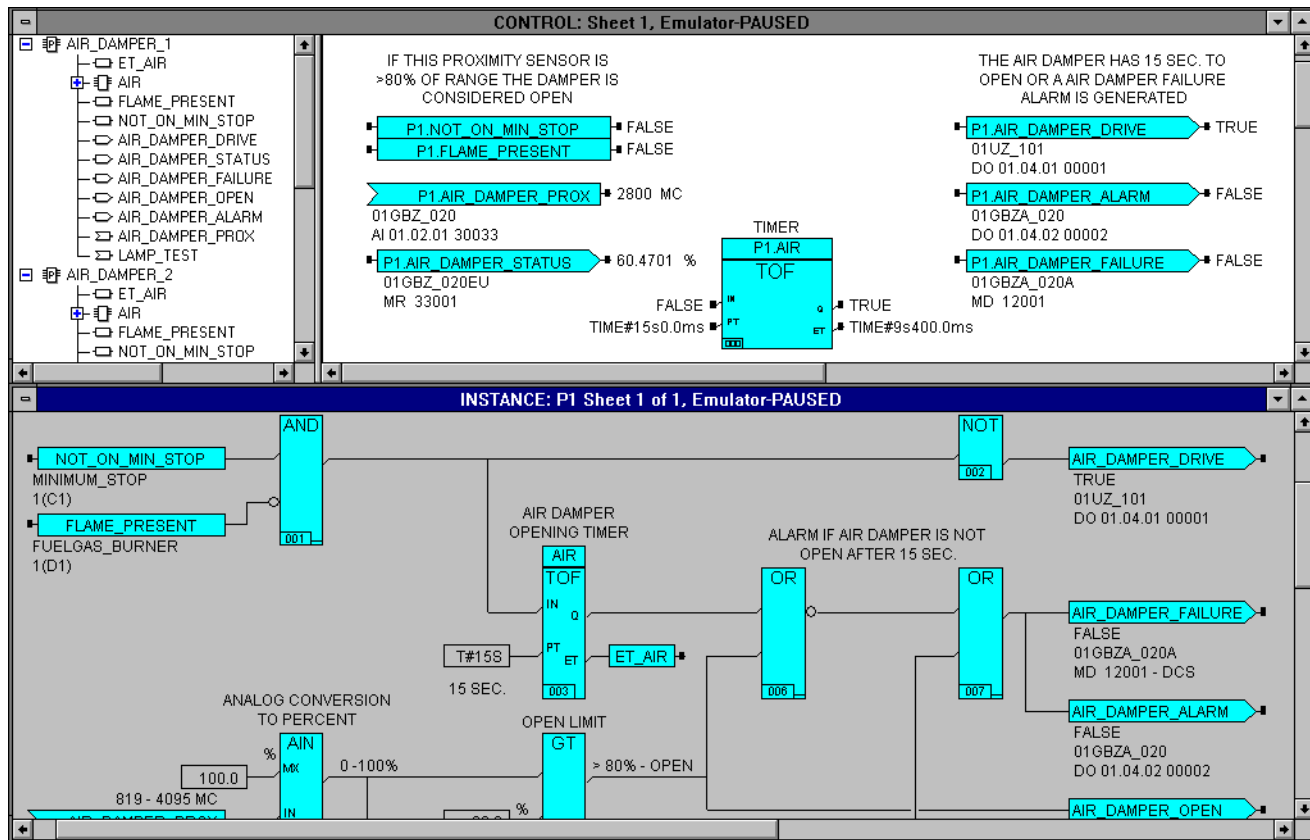 CONTROL: Sheet 1, Emulator-PAUSED
AIR_DAMPER_1
ET_AIR
AIR
FLAME_PRESENT
NOT_ON_MIN_STOP
AIR_DAMPER_DRIVE
AIR_DAMPER_STATUS
AIR_DAMPER_FAILURE
AIR_DAMPER_OPEN
AIR_DAMPER_ALARM
AIR_DAMPER_PROX
LAMP_TEST
AIR_DAMPER_2
ET_AIR
AIR
FLAME_PRESENT
NOT_ON_MIN_STOP
IF THIS PROXIMITY SENSOR IS
>80% OF RANGE THE DAMPER IS
CONSIDERED OPEN
P1.NOT_ON_MIN_STOP FALSE
P1.FLAME_PRESENT FALSE
P1.AIR_DAMPER_PROX 2800 MC
01GBZ_020
AI 01.02.01 30033
P1.AIR_DAMPER_STATUS 60.4701 %
01GBZ_020EU
MR 33001
TIMER
P1.AIR
TOF
FALSE IN Q TRUE
TIME#15s0.0ms PT ET TIME#9s400.0ms
000
THE AIR DAMPER HAS 15 SEC. TO
OPEN OR A AIR DAMPER FAILURE
ALARM IS GENERATED
P1.AIR_DAMPER_DRIVE TRUE
01UZ_101
DO 01.04.01 00001
P1.AIR_DAMPER_ALARM FALSE
01GBZA_020
DO 01.04.02 00002
P1.AIR_DAMPER_FAILURE FALSE
01GBZA_020A
MD 12001
INSTANCE: P1 Sheet 1 of 1, Emulator-PAUSED
NOT_ON_MIN_STOP
MINIMUM_STOP
1(C1)
FLAME_PRESENT
FUELGAS_BURNER
1(D1)
AND
001
NOT
002
AIR_DAMPER_DRIVE
TRUE
01UZ_101
DO 01.04.01 00001
AIR DAMPER
OPENING TIMER
AIR
TOF
IN
Q
PT
ET
003
T#15S
15 SEC.
ET_AIR
ALARM IF AIR DAMPER IS NOT
OPEN AFTER 15 SEC.
OR
006
OR
007
AIR_DAMPER_FAILURE
FALSE
01GBZA_020A
MD 12001 - DCS
AIR_DAMPER_ALARM
FALSE
01GBZA_020
DO 01.04.02 00002
AIR_DAMPER_OPEN
ANALOG CONVERSION
TO PERCENT
AIN
% MX
100.0
IN
0 -100%
819 - 4095 MC
AIR_DAMPER_PROX
OPEN LIMIT
GT
> 80% - OPEN
%